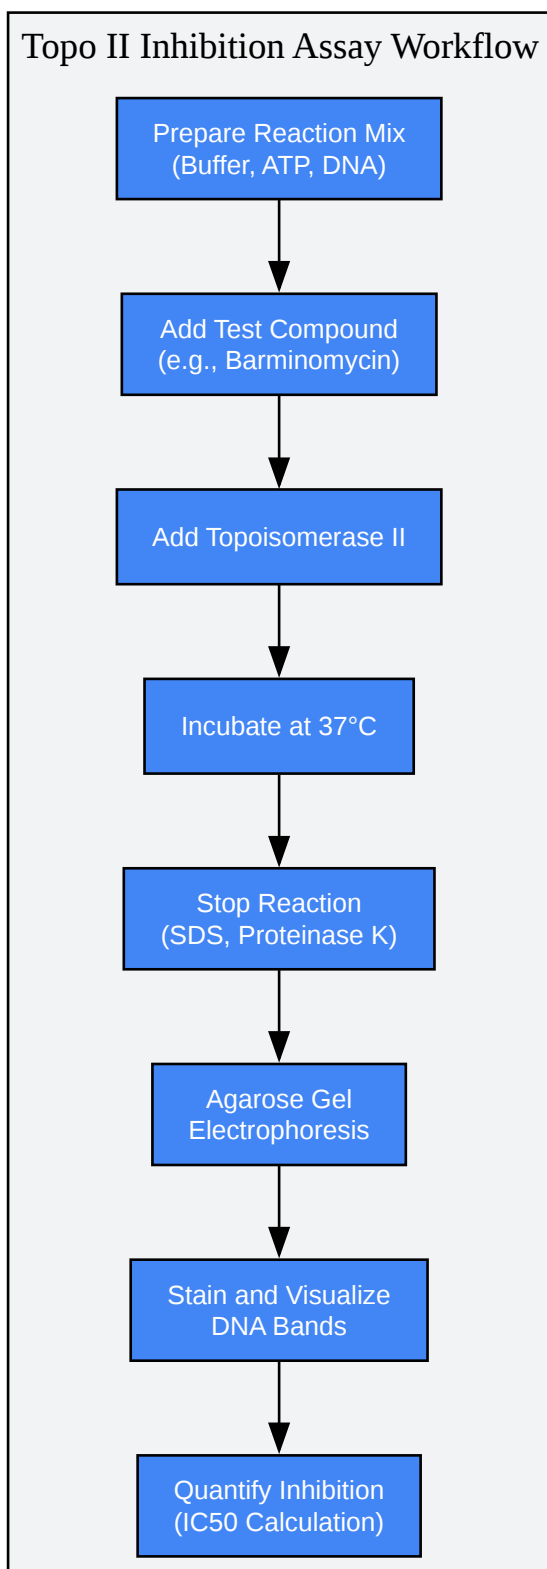 Topo II Inhibition Assay Workflow
Prepare Reaction Mix
(Buffer, ATP, DNA)
Add Test Compound
(e.g., Barminomycin)
Add Topoisomerase II
Incubate at 37°C
Stop Reaction
(SDS, Proteinase K)
Agarose Gel
Electrophoresis
Stain and Visualize
DNA Bands
Quantify Inhibition
(IC50 Calculation)